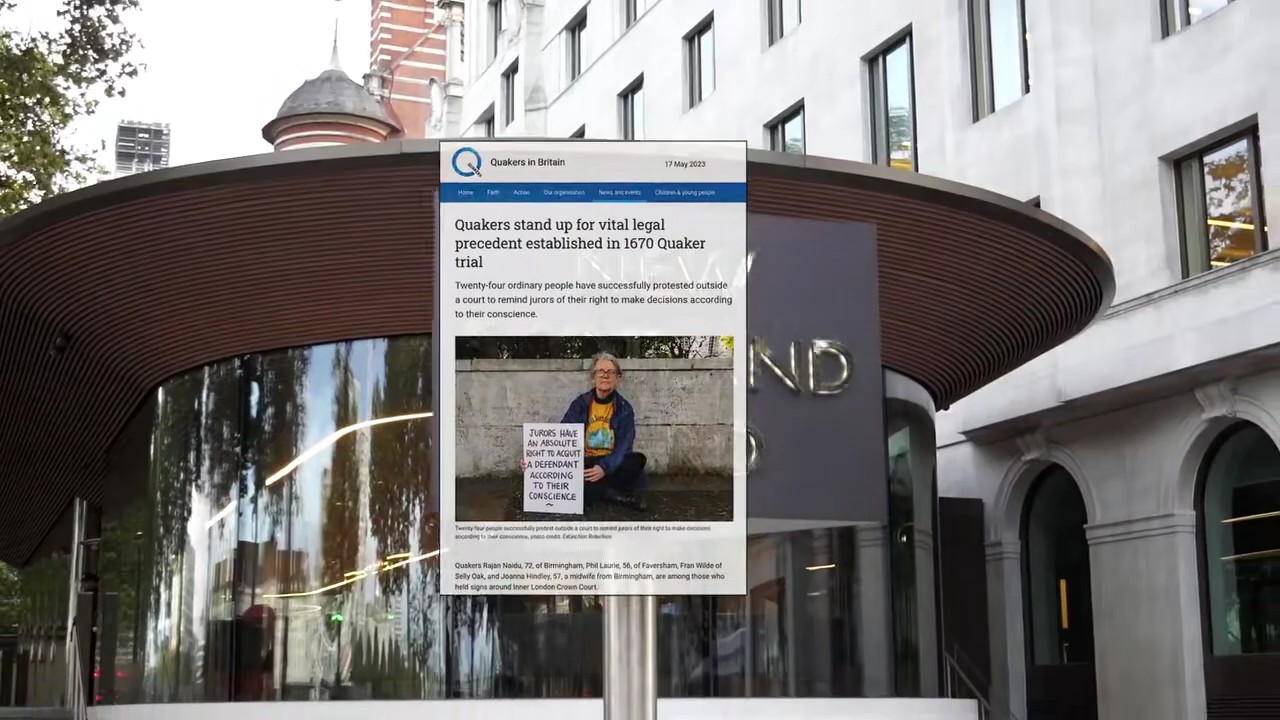 Quakers in Britain
17 May 2023
Home Faith Action Our organisation News and events Children & young people
Quakers stand up for vital legal
precedent established in 1670 Quaker
trial
Twenty-four ordinary people have successfully protested outside
a court to remind jurors of their right to make decisions according
to their conscience.
NEW
ND
JURORS HAVE
AN ABSOLUTE
RIGHT TO ACQUIT
A DEFENDANT
ACCORDING
TO THEIR
CONSCIENCE
Twenty-four people successfully protest outside a court to remind jurors of their right to make decisions
according to their conscience, photo credit: Extinction Rebellion
Quakers Rajan Naidu, 72, of Birmingham, Phil Laurie, 56, of Faversham, Fran Wilde of
Selly Oak, and Joanna Hindley, 57, a midwife from Birmingham, are among those who
held signs around Inner London Crown Court.